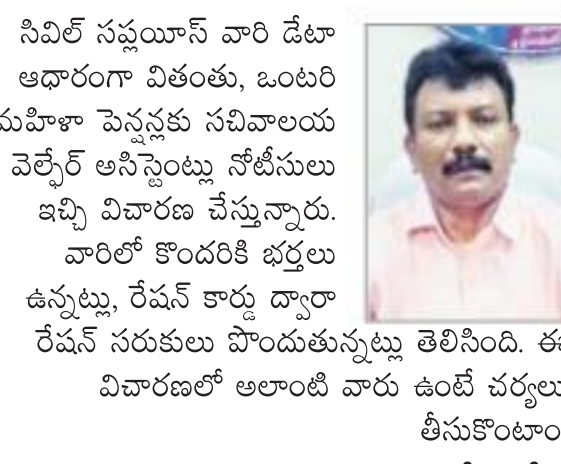 సివిల్ సప్లయీస్ వారి డేటా
ఆధారంగా వితంతు, ఒంటరి
మహిళా పెన్షన్లకు సచివాలయ
వెల్ఫేర్ అసిస్టెంట్లు నోటీసులు
ఇచ్చి విచారణ చేస్తున్నారు.
వారిలో కొందరికి భర్తలు
ఉన్నట్లు, రేషన్ కార్డు ద్వారా
రేషన్ సరుకులు పొందుతున్నట్లు తెలిసింది. ఈ
విచారణలో అలాంటి వారు ఉంటే చర్యలు
తీసుకొంటాం